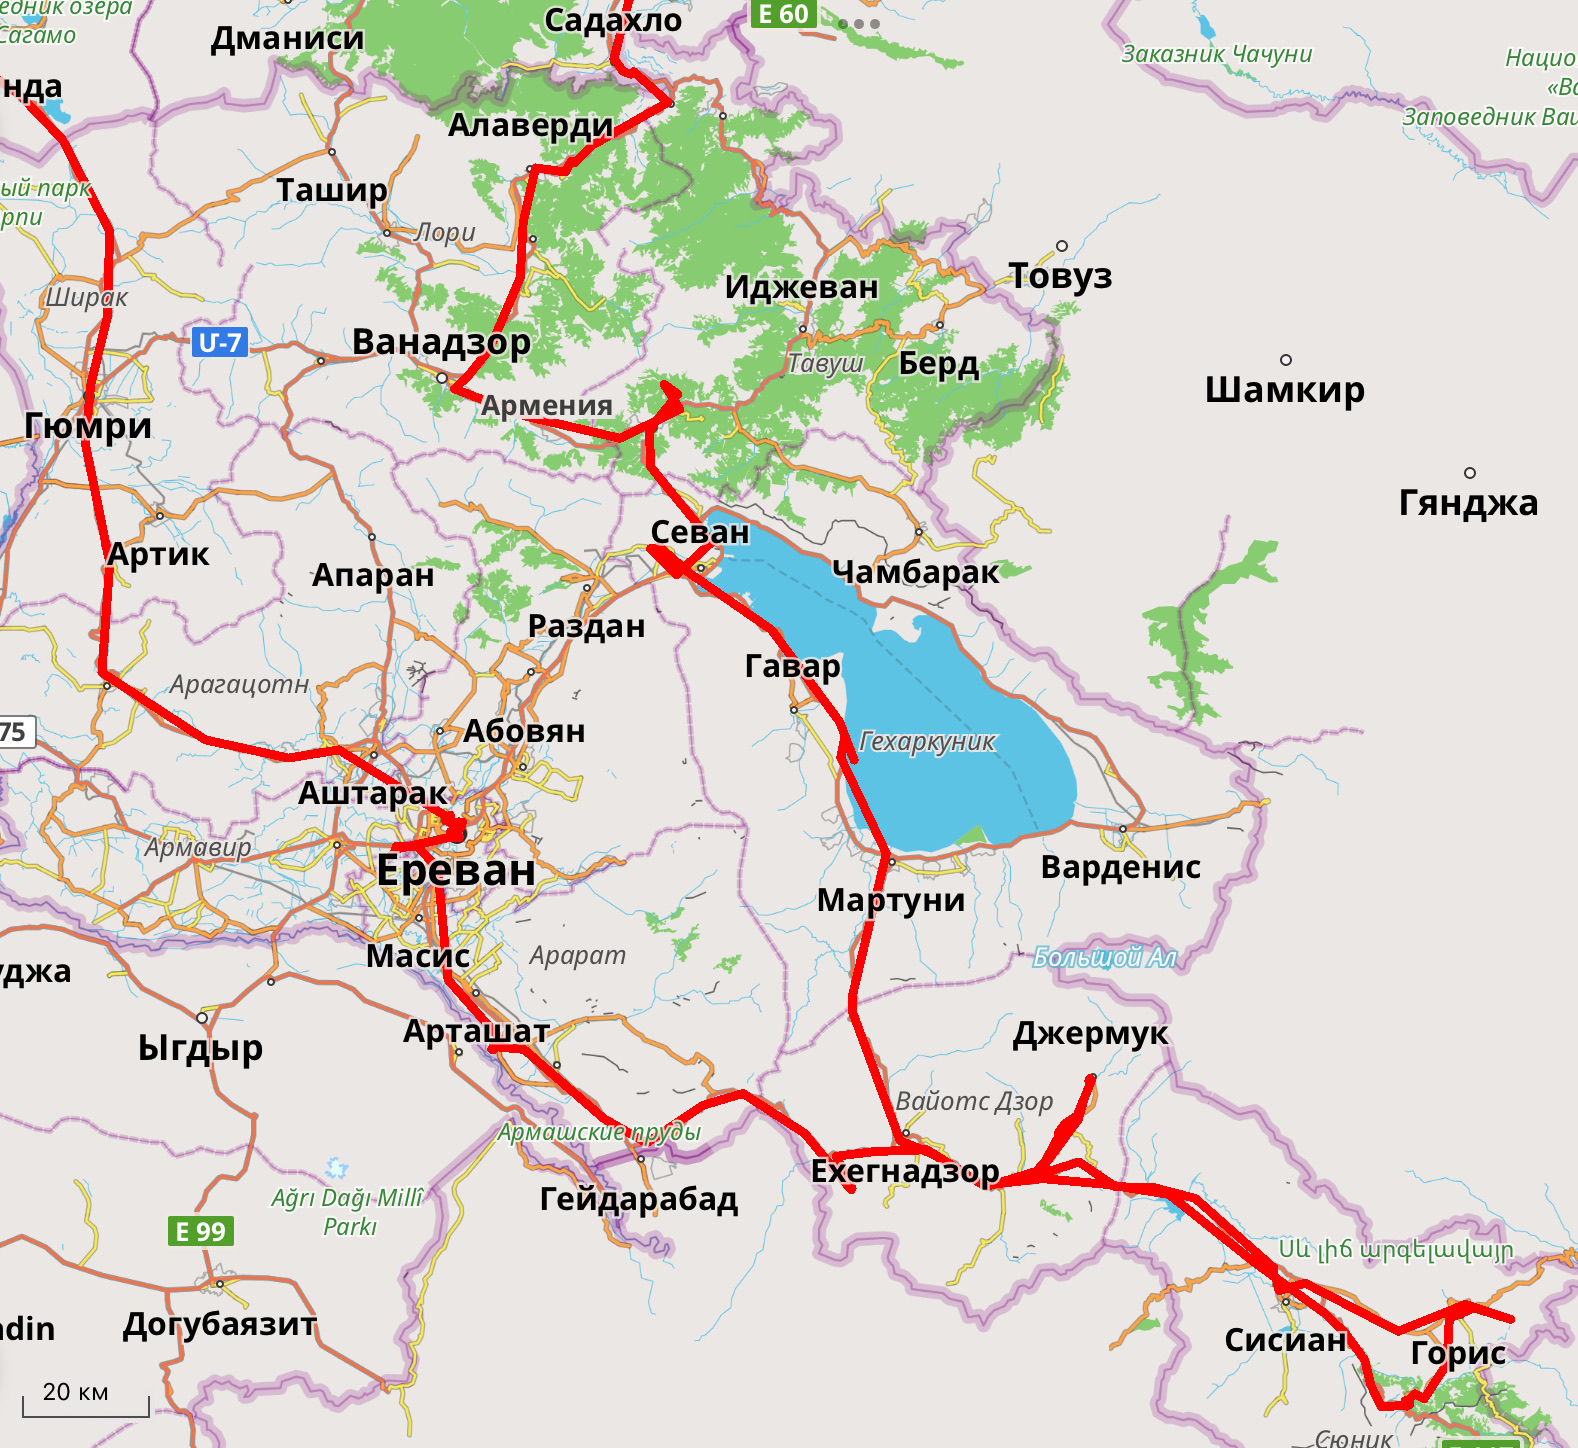 едник озера
Сагамо
Садахло
E 60
Дманиси
Заказник Чачуни
Нацио
«Ва
Заповедник Ваш
нда
Алаверди
Ташир
ый парк
рпи
Лори
Товуз
Иджеван
Ширак
Մ-7
Ванадзор
Тавуш
Берд
Шамкир
Армения
Гюмри
Гянджа
Севан
Артик
Апаран
Чамбарак
Раздан
Гавар
Арагацотн
75
Абовян
Гехаркуник
Аштарак
Армавир
Ереван
Варденис
Мартуни
Масис
Арарат
Большой Ал
уджа
Арташат
Джермук
Ыгдыр
Вайотс Дзор
Армашские пруды
Ехегнадзор
Ağrı Dağı Millî
Parkı
Гейдарабад
E 99
Սև լիճ արգելավայր
din
Догубаязит
Сисиан
Горис
20 км
Сюник